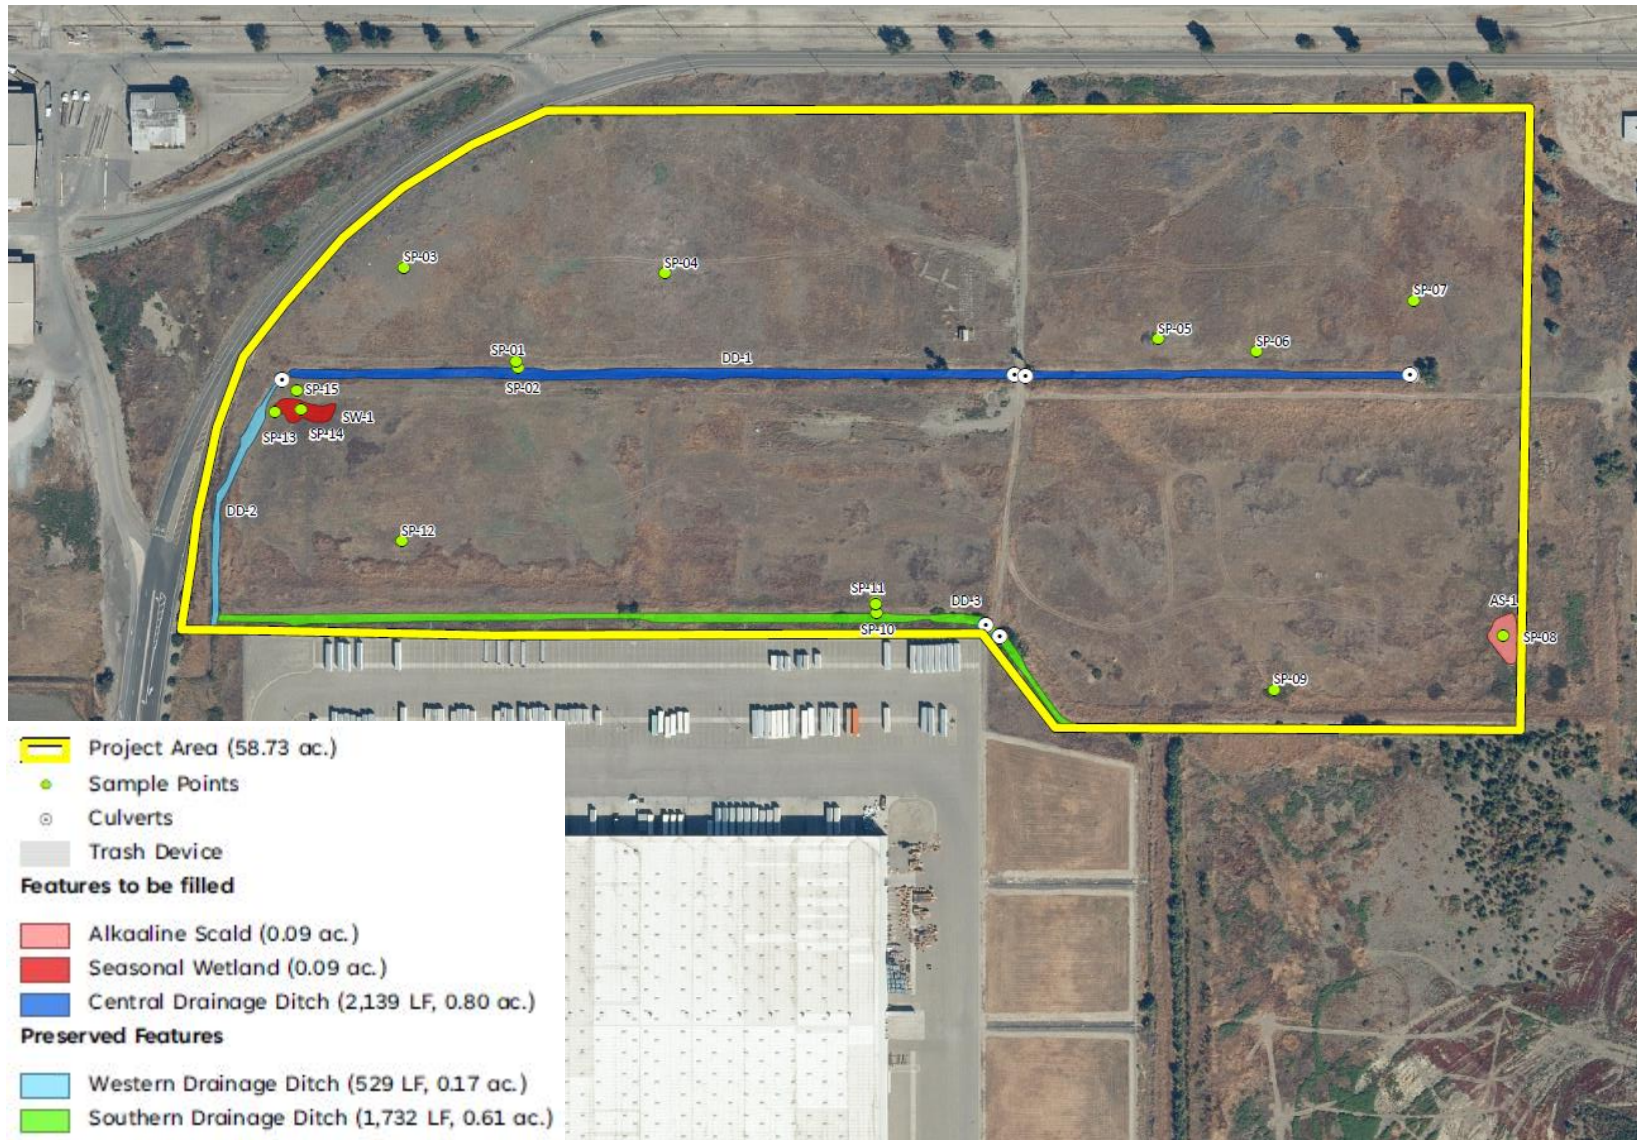 SP-03
SP-04
SP-07
SP-05
SP-06
SP-01
DD-1
SP-02
SP-15
SW-1
SP-13
SP-14
DD-2
SP-12
SP-11
DD-3
AS-1
SP-10
SP-08
SP-09
Project Area (58.73 ac.)
Sample Points
Culverts
Trash Device
Features to be filled
Alkaaline Scald (0.09 ac.)
Seasonal Wetland (0.09 ac.)
Central Drainage Ditch (2,139 LF, 0.80 ac.)
Preserved Features
Western Drainage Ditch (529 LF, 0.17 ac.)
Southern Drainage Ditch (1,732 LF, 0.61 ac.)